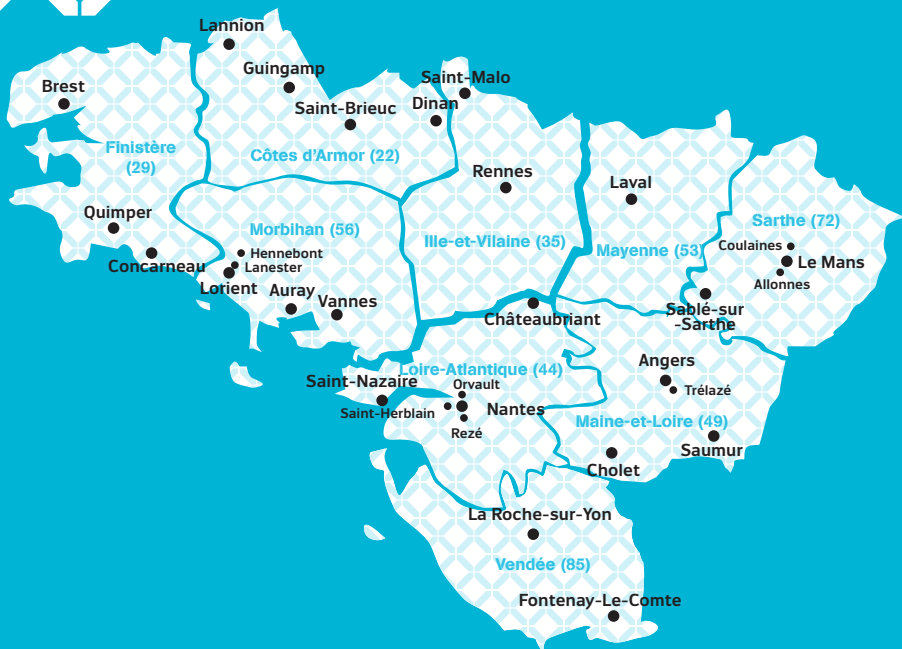 Lannion
Guingamp
Saint-Malo
Brest
Saint-Brieuc
Dinan
Finistère
(29)
Côtes d'Armor (22)
Rennes
Laval
Quimper
Morbihan (56)
Ille-et-Vilaine (35)
Mayenne (53)
Sarthe (72)
Coulaines
Hennebont
Lanester
Concarneau
Le Mans
Allonnes
Lorient
Auray
Vannes
Châteaubriant
Sablé-sur
-Sarthe
Loire-Atlantique (44)
Angers
Saint-Nazaire
Orvault
Trélazé
Saint-Herblain
Nantes
Rezé
Maine-et-Loire (49)
Saumur
Cholet
La Roche-sur-Yon
Vendée (85)
Fontenay-Le-Comte